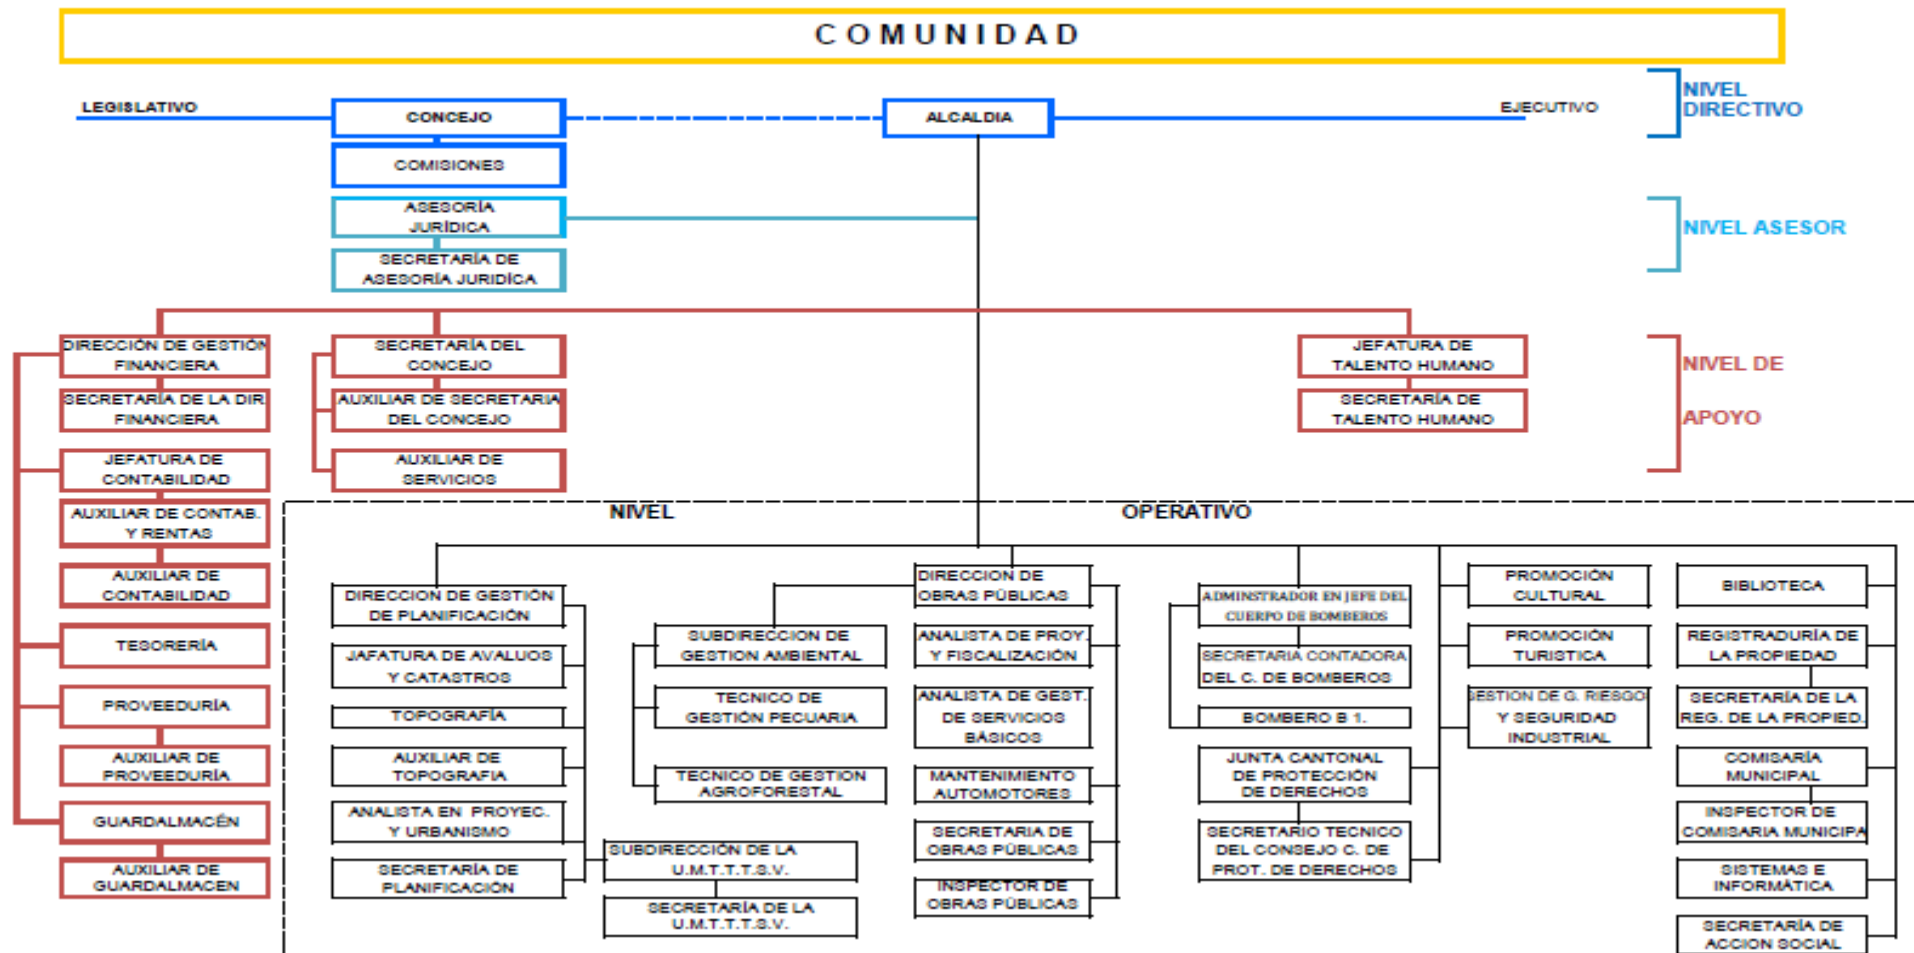 COMUNIDAD
LEGISLATIVO
CONCEJO
ALCALDIA
EJECUTIVO
NIVEL
DIRECTIVO
COMISIONES
ASESORÍA
JURÍDICA
NIVEL ASESOR
SECRETARÍA DE
ASESORÍA JURIDÍCA
DIRECCIÓN DE GESTIÓN
FINANCIERA
SECRETARÍA DEL
CONCEJO
JEFATURA DE
TALENTO HUMANO
NIVEL DE
APOYO
SECRETARÍA DE LA DIR.
FINANCIERA
AUXILIAR DE SECRETARIA
DEL CONCEJO
SECRETARÍA DE
TALENTO HUMANO
JEFATURA DE
CONTABILIDAD
AUXILIAR DE
SERVICIOS
AUXILIAR DE CONTAB.
Y RENTAS
AUXILIAR DE
CONTABILIDAD
TESORERÍA
PROVEEDURÍA
AUXILIAR DE
PROVEEDURÍA
GUARDALMACÉN
AUXILIAR DE
GUARDALMACEN
NIVEL OPERATIVO
DIRECCION DE GESTIÓN
DE PLANIFICACIÓN
JAFATURA DE AVALUOS
Y CATASTROS
TOPOGRAFÍA
AUXILIAR DE
TOPOGRAFIA
ANALISTA EN PROYEC.
Y URBANISMO
SECRETARÍA DE
PLANIFICACIÓN
SUBDIRECCION DE
GESTION AMBIENTAL
TECNICO DE
GESTIÓN PECUARIA
TECNICO DE GESTION
AGROFORESTAL
SUBDIRECCIÓN DE LA
U.M.T.T.T.S.V.
SECRETARÍA DE LA
U.M.T.T.T.S.V.
DIRECCION DE
OBRAS PÚBLICAS
ANALISTA DE PROY.
Y FISCALIZACIÓN
ANALISTA DE GEST.
DE SERVICIOS
BÁSICOS
MANTENIMIENTO
AUTOMOTORES
SECRETARIA DE
OBRAS PÚBLICAS
INSPECTOR DE
OBRAS PÚBLICAS
ADMINSTRADOR EN JEFE DEL
CUERPO DE BOMBEROS
SECRETARIA CONTADORA
DEL C. DE BOMBEROS
BOMBERO B 1.
JUNTA CANTONAL
DE PROTECCIÓN
DE DERECHOS
SECRETARIO TECNICO
DEL CONSEJO C. DE
PROT. DE DERECHOS
PROMOCIÓN
CULTURAL
PROMOCIÓN
TURISTICA
GESTION DE G. RIESGO
Y SEGURIDAD
INDUSTRIAL
BIBLIOTECA
REGISTRADURÍA DE
LA PROPIEDAD
SECRETARÍA DE LA
REG. DE LA PROPIED.
COMISARÍA
MUNICIPAL
INSPECTOR DE
COMISARIA MUNICIPA
SISTEMAS E
INFORMÁTICA
SECRETARÍA DE
ACCION SOCIAL